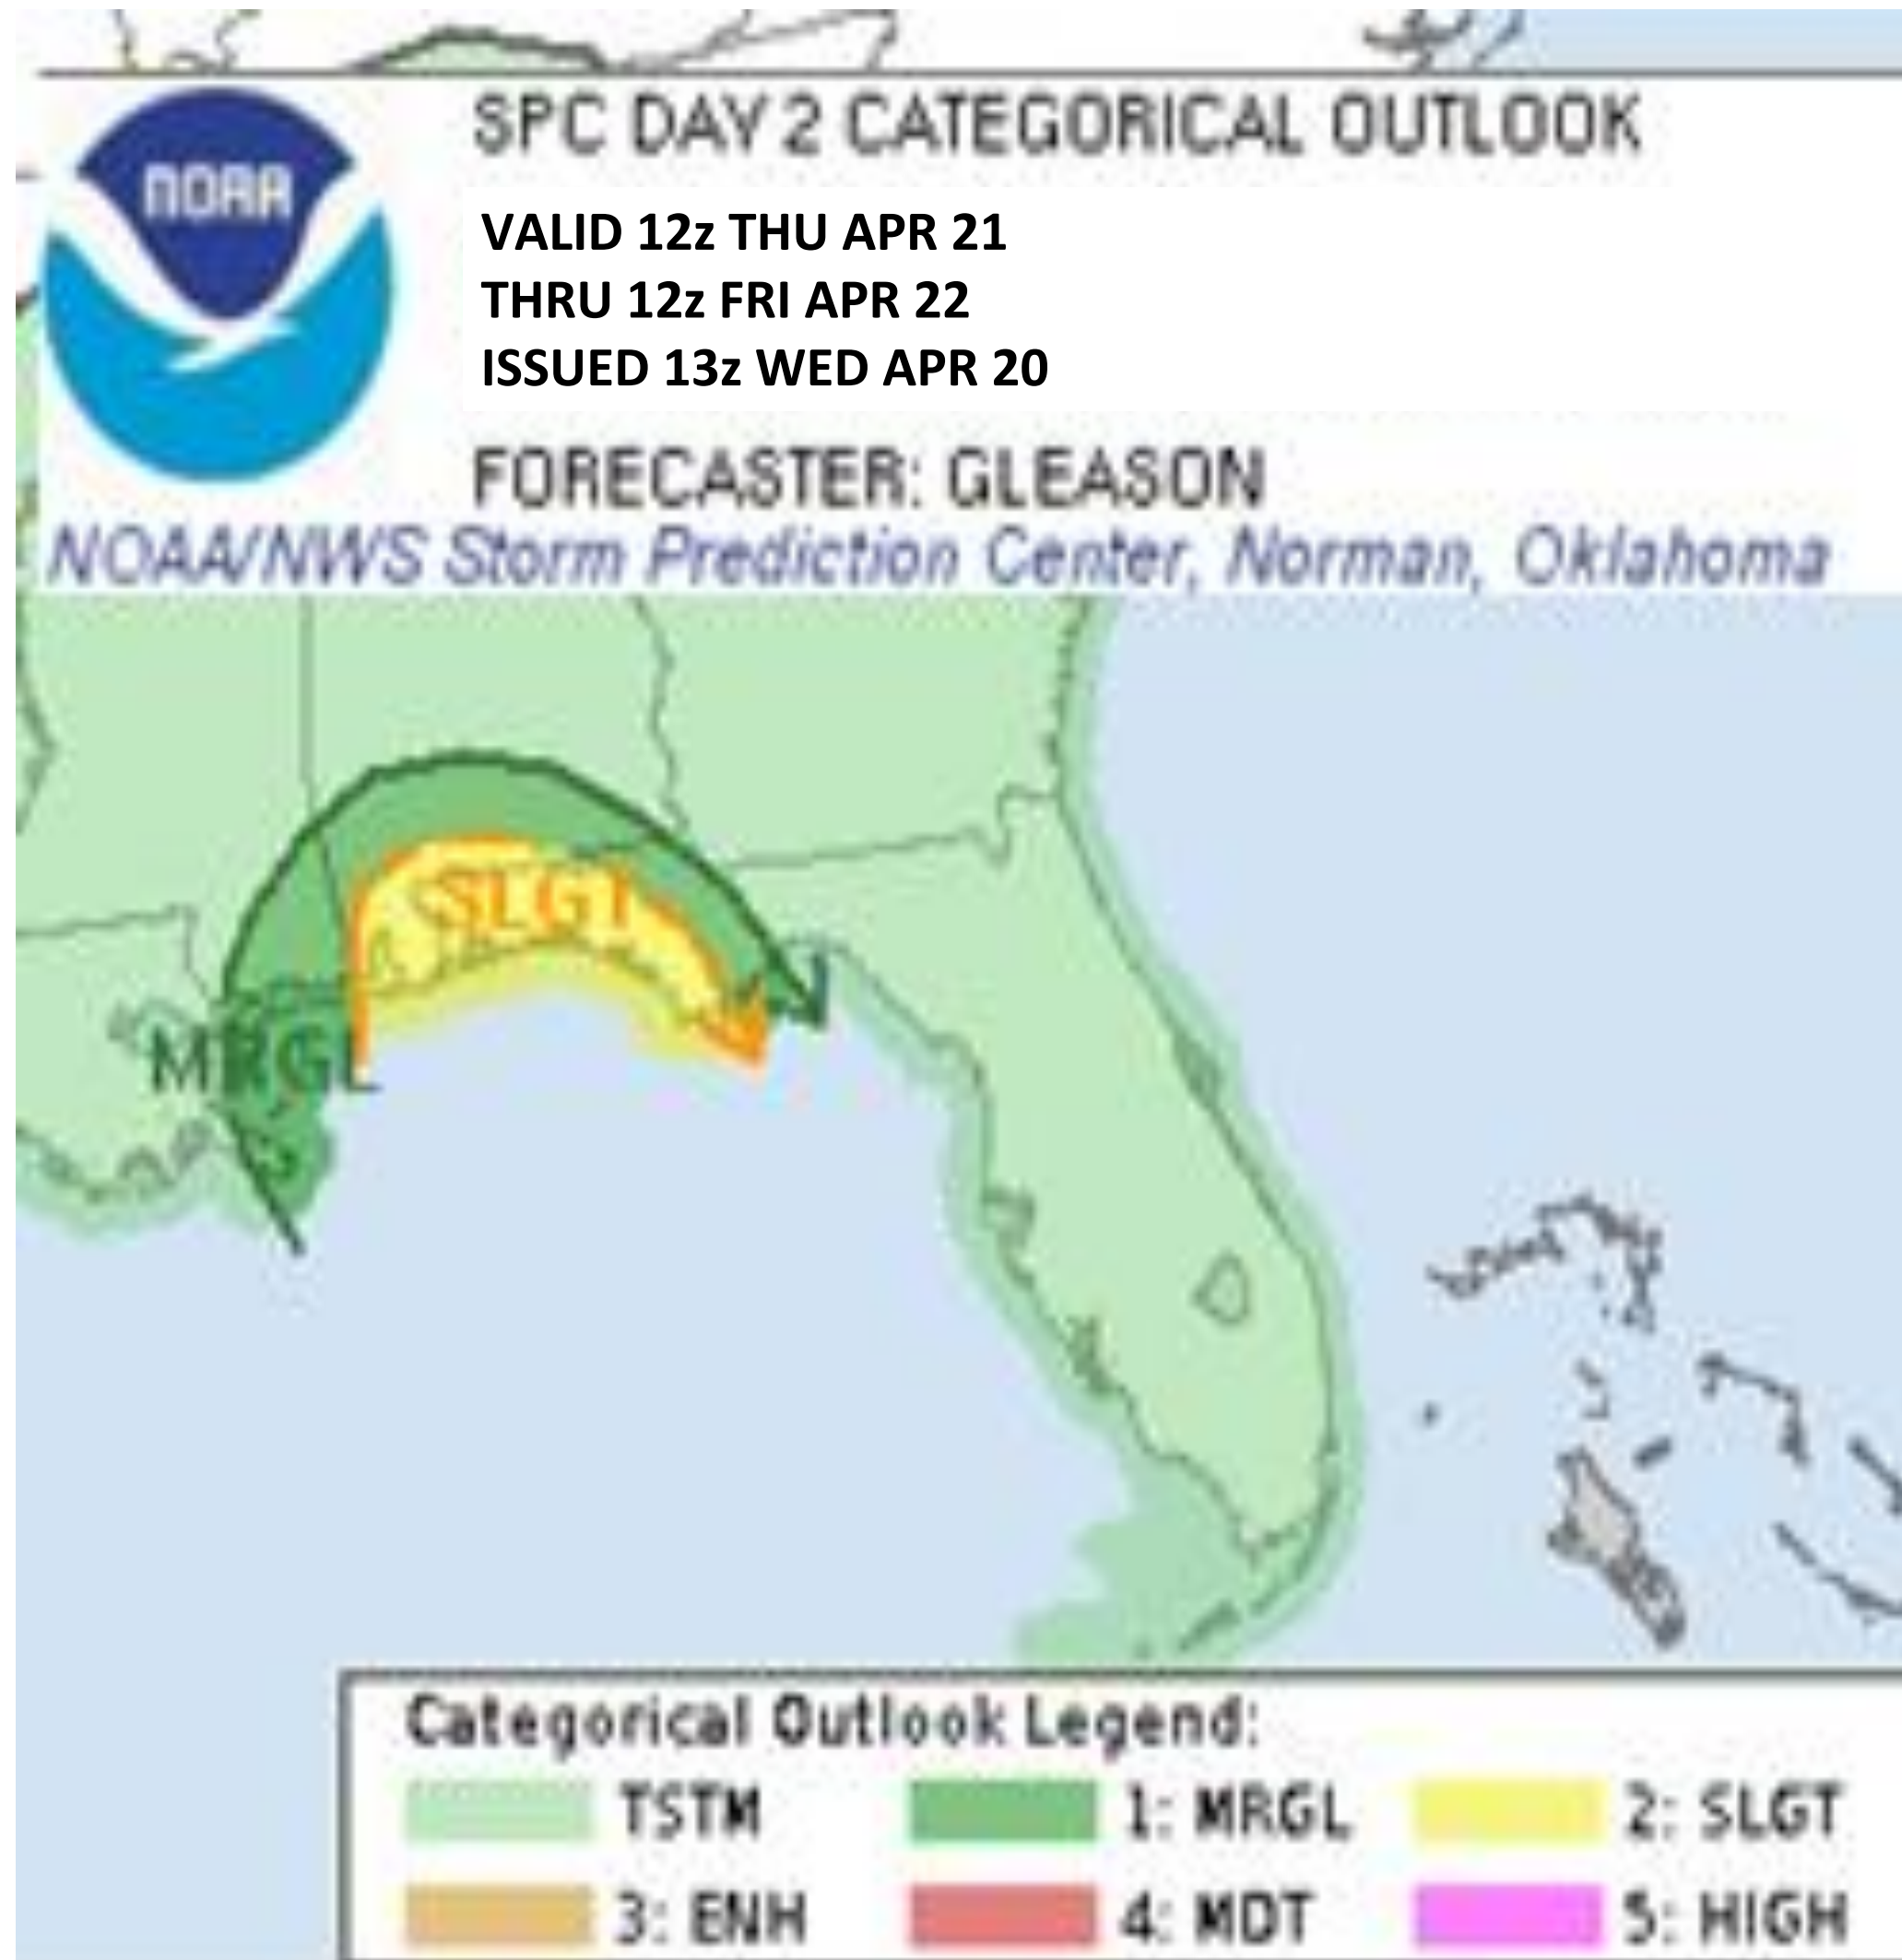 NOAA
SPC DAY 2 CATEGORICAL OUTLOOK
VALID 12z THU APR 21
THRU 12z FRI APR 22
ISSUED 13z WED APR 20
FORECASTER: GLEASON
NOAA/NWS Storm Prediction Center, Norman, Oklahoma
SLGT
MRGL
Categorical Outlook Legend:
TSTM 1: MRGL 2: SLGT
3: ENH 4: MDT 5: HIGH